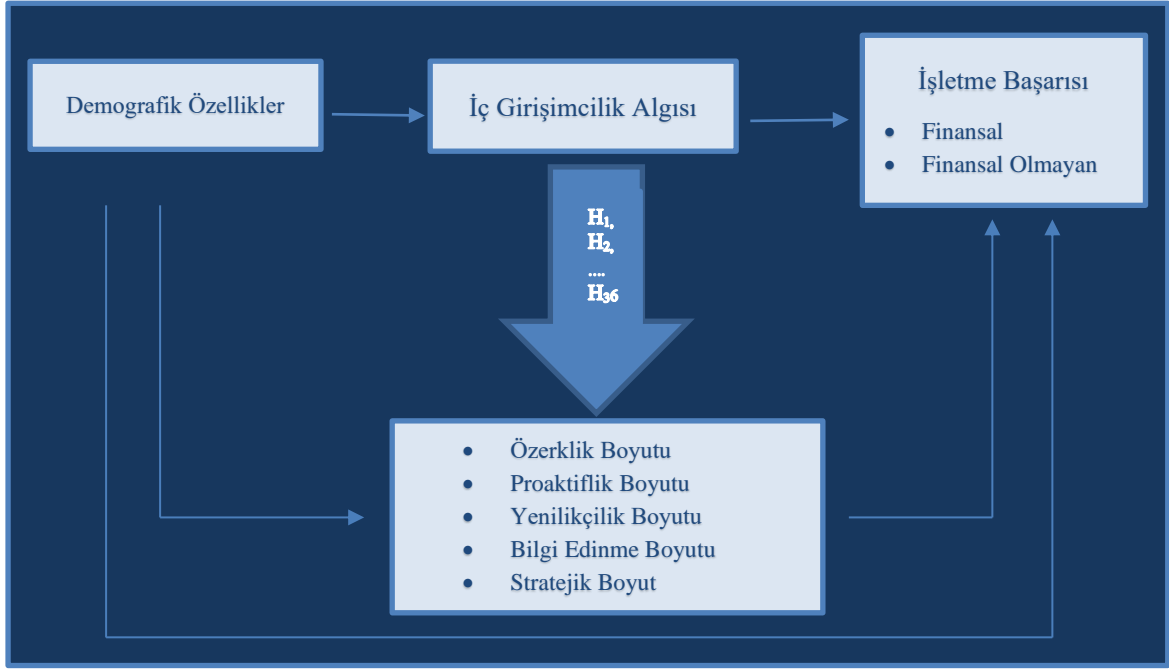 Demografik Özellikler
İç Girişimcilik Algısı
İşletme Başarısı
• Finansal
• Finansal Olmayan
H₁,
H₂,
....
H₃₆
• Özerklik Boyutu
• Proaktiflik Boyutu
• Yenilikçilik Boyutu
• Bilgi Edinme Boyutu
• Stratejik Boyut